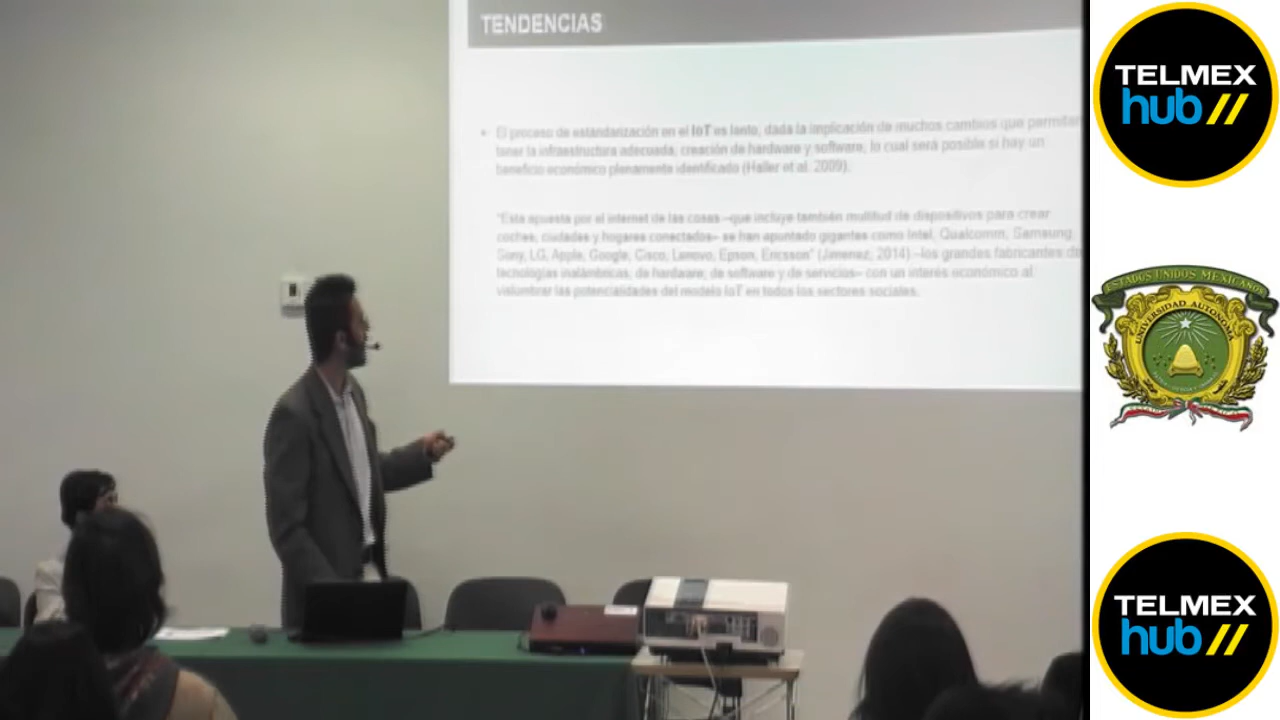 TENDENCIAS
• El proceso de estandarización en el IoT es lento, dada la implicación de muchos cambios que permitan
tener la infraestructura adecuada, creación de hardware y software, lo cual será posible si hay un
beneficio económico plenamente identificado (Haller et al. 2009).
"Esta apuesta por el internet de las cosas –que incluye también multitud de dispositivos para crear
coches, ciudades y hogares conectados– se han apuntado gigantes como Intel, Qualcomm, Samsung,
Sony, LG, Apple, Google, Cisco, Lenovo, Epson, Ericsson" (Jimenez, 2014) –los grandes fabricantes de
tecnologías inalámbricas, de hardware, de software y de servicios– con un interés económico al
vislumbrar las potencialidades del modelo IoT en todos los sectores sociales.
TELMEX
hub//
ESTADOS UNIDOS MEXICANOS
UNIVERSIDAD AUTONOMA
TELMEX
hub//